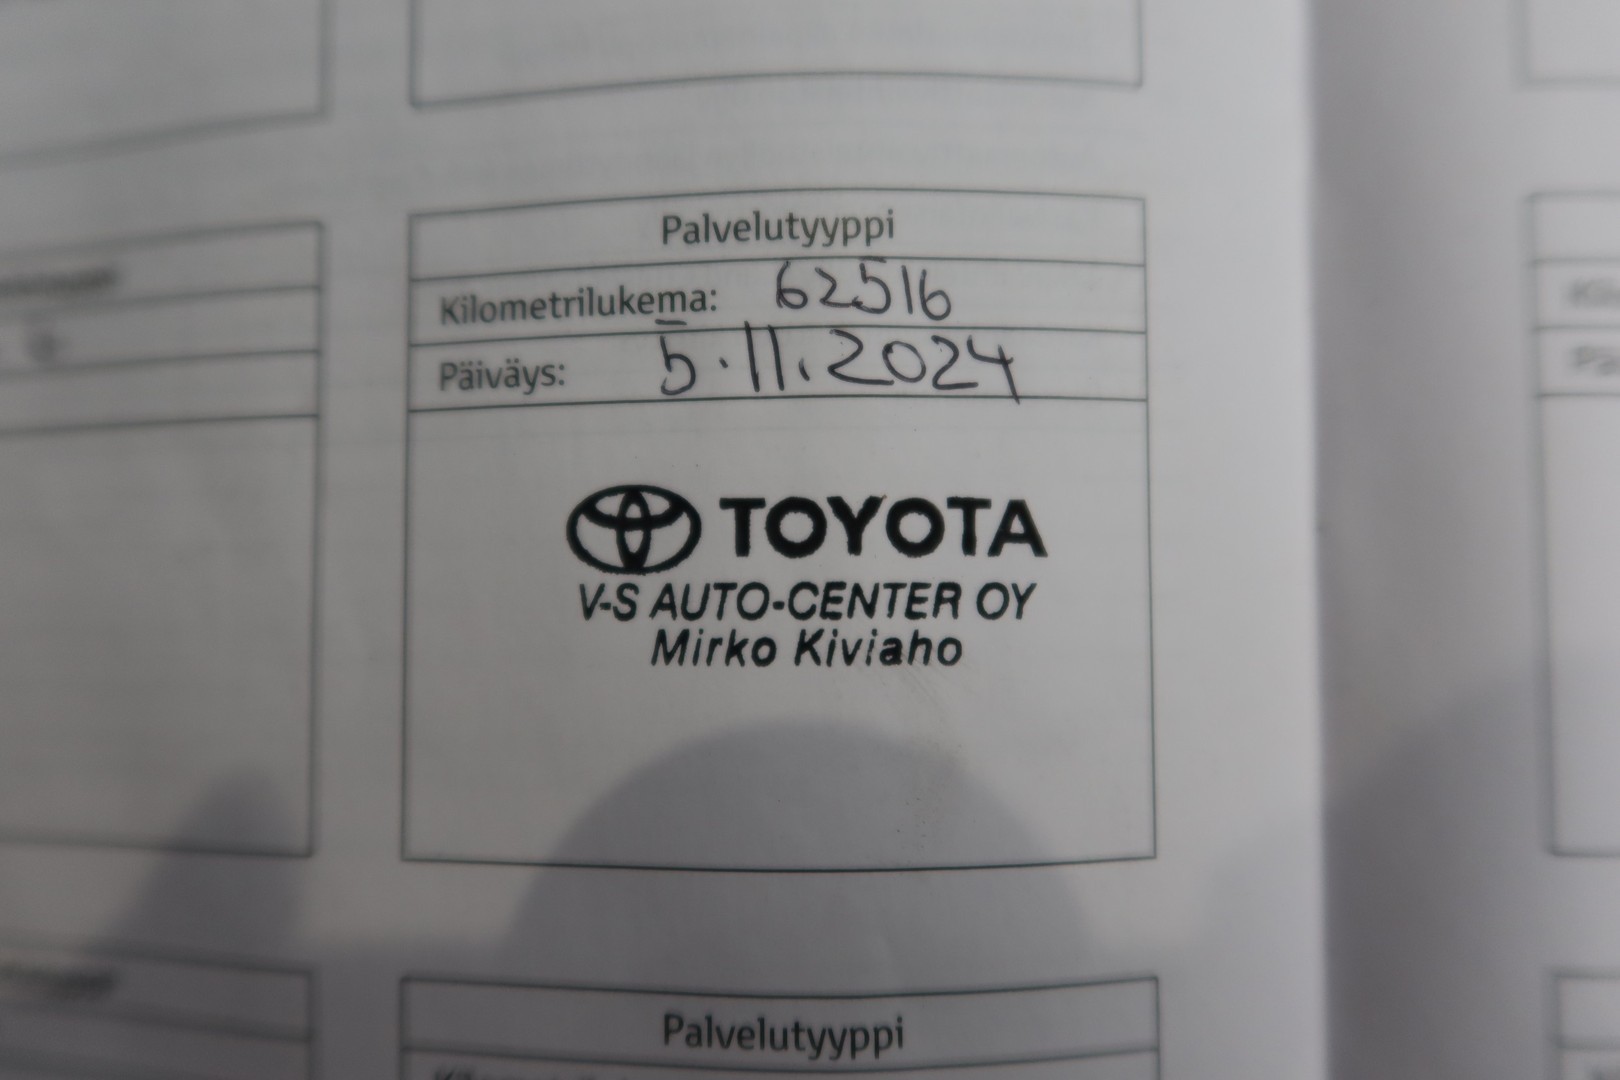 Palvelutyyppi
Kilometrilukema: 62516
Päiväys: 5.11.2024
TOYOTA
V-S AUTO-CENTER OY
Mirko Kiviaho
Palvelutyyppi